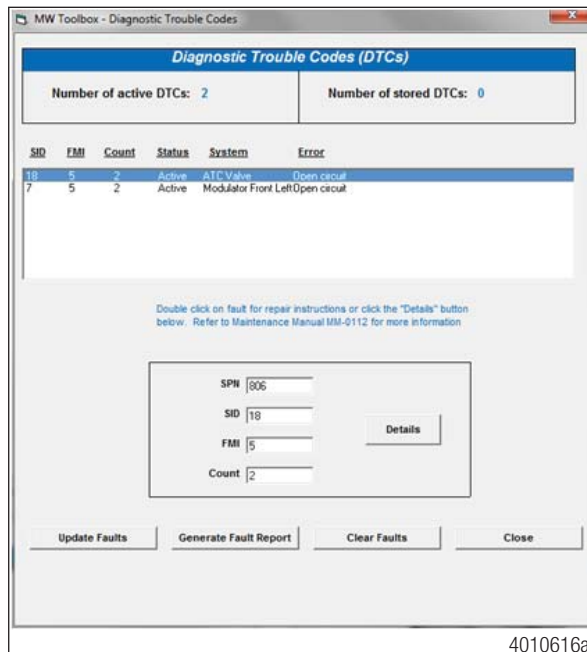 MW Toolbox - Diagnostic Trouble Codes
Diagnostic Trouble Codes (DTCs)
Number of active DTCs: 2 Number of stored DTCs: 0
SID FMI Count Status System Error
18 5 2 Active ATC Valve Open circuit
7 5 2 Active Modulator Front Left Open circuit
Double click on fault for repair instructions or click the "Details" button
below. Refer to Maintenance Manual MM-0112 for more information
SPN 806
SID 18
Details
FMI 5
Count 2
Update Faults Generate Fault Report Clear Faults Close
4010616a